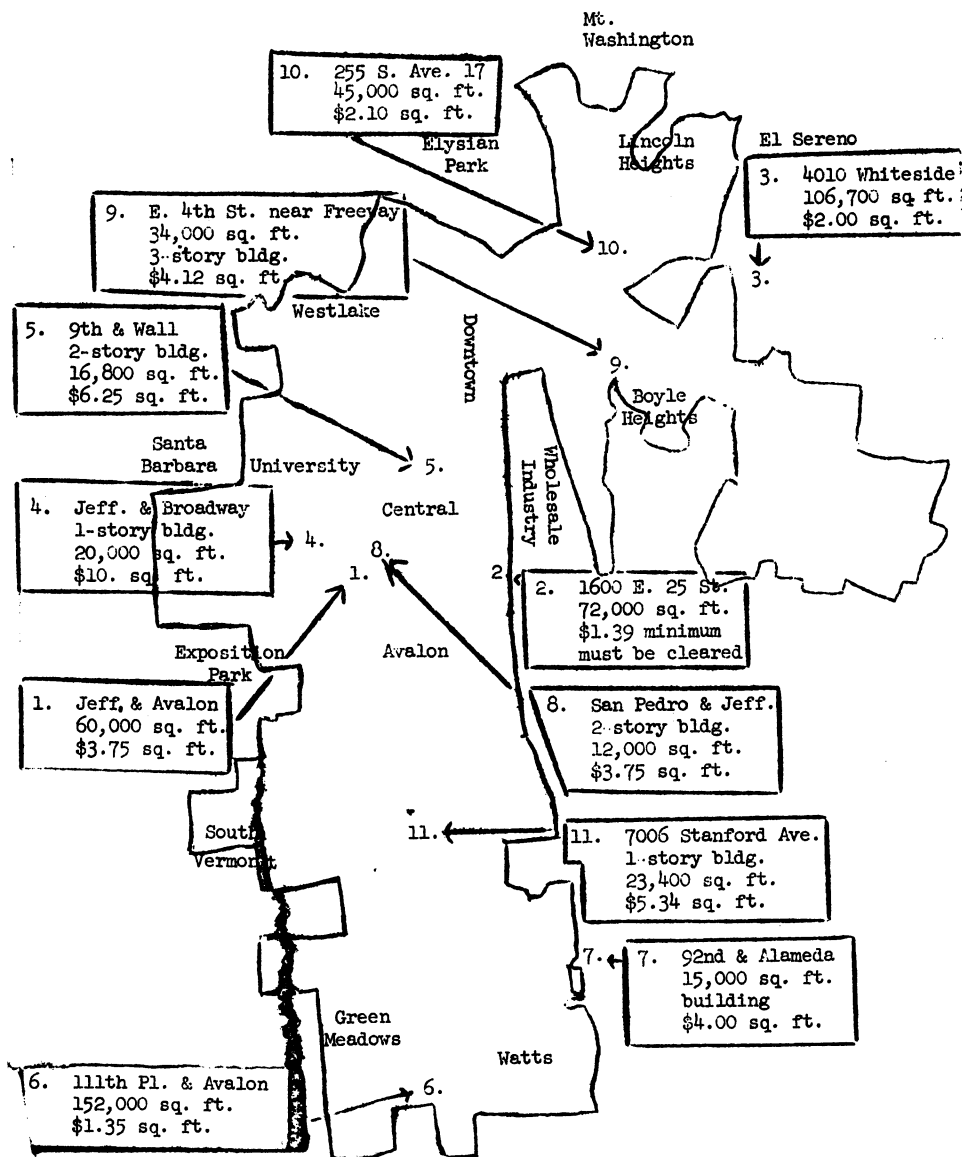 Mt.
Washington
10. 255 S. Ave. 17
45,000 sq. ft.
$2.10 sq. ft.
Elysian
Park
Lincoln
Heights
El Sereno
3. 4010 Whiteside
106,700 sq ft.
$2.00 sq. ft.
9. E. 4th St. near Freeway
34,000 sq. ft.
3-story bldg.
$4.12 sq. ft.
10.
3.
Westlake
Downtown
5. 9th & Wall
2-story bldg.
16,800 sq. ft.
$6.25 sq. ft.
9.
Boyle
Heights
Santa
Barbara
University
5.
Wholesale
Industry
4. Jeff. & Broadway
1-story bldg.
20,000 sq. ft.
$10. sq ft.
4.
Central
8.
1.
2.
2. 1600 E. 25 St.
72,000 sq. ft.
$1.39 minimum
must be cleared
Exposition
Park
Avalon
1. Jeff. & Avalon
60,000 sq. ft.
$3.75 sq. ft.
8. San Pedro & Jeff.
2-story bldg.
12,000 sq. ft.
$3.75 sq. ft.
South
Vermont
11.
11. 7006 Stanford Ave.
1-story bldg.
23,400 sq. ft.
$5.34 sq. ft.
7.
7. 92nd & Alameda
15,000 sq. ft.
building
$4.00 sq. ft.
Green
Meadows
Watts
6. 111th Pl. & Avalon
152,000 sq. ft.
$1.35 sq. ft.
6.